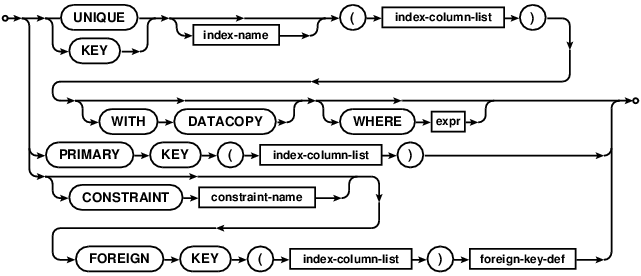 UNIQUE ( index-column-list )
KEY index-name
WITH DATACOPY WHERE expr
PRIMARY KEY ( index-column-list )
CONSTRAINT constraint-name
FOREIGN KEY ( index-column-list ) foreign-key-def